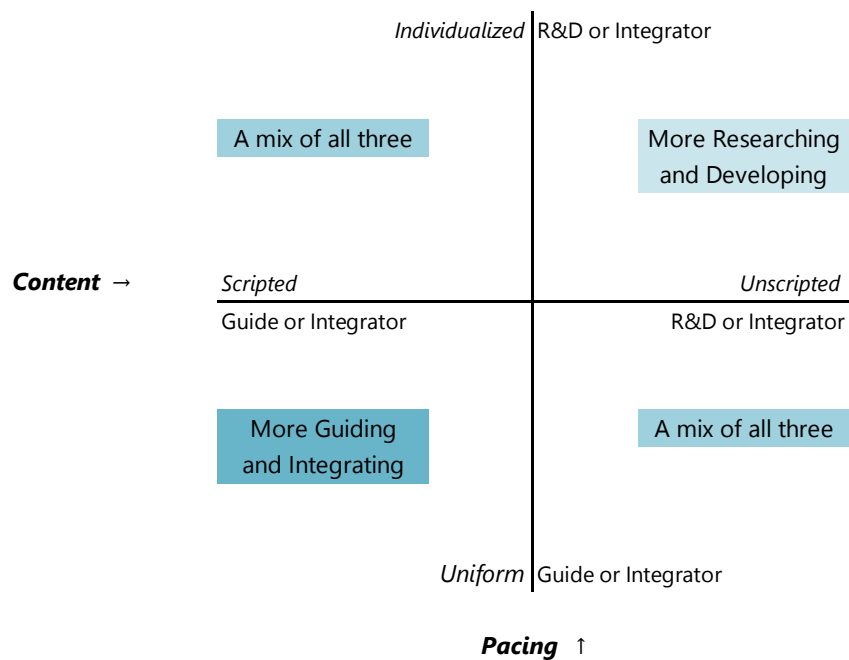 Individualized R&D or Integrator
A mix of all three
More Researching
and Developing
Content →
Scripted
Unscripted
Guide or Integrator
R&D or Integrator
More Guiding
and Integrating
A mix of all three
Uniform Guide or Integrator
Pacing ↑